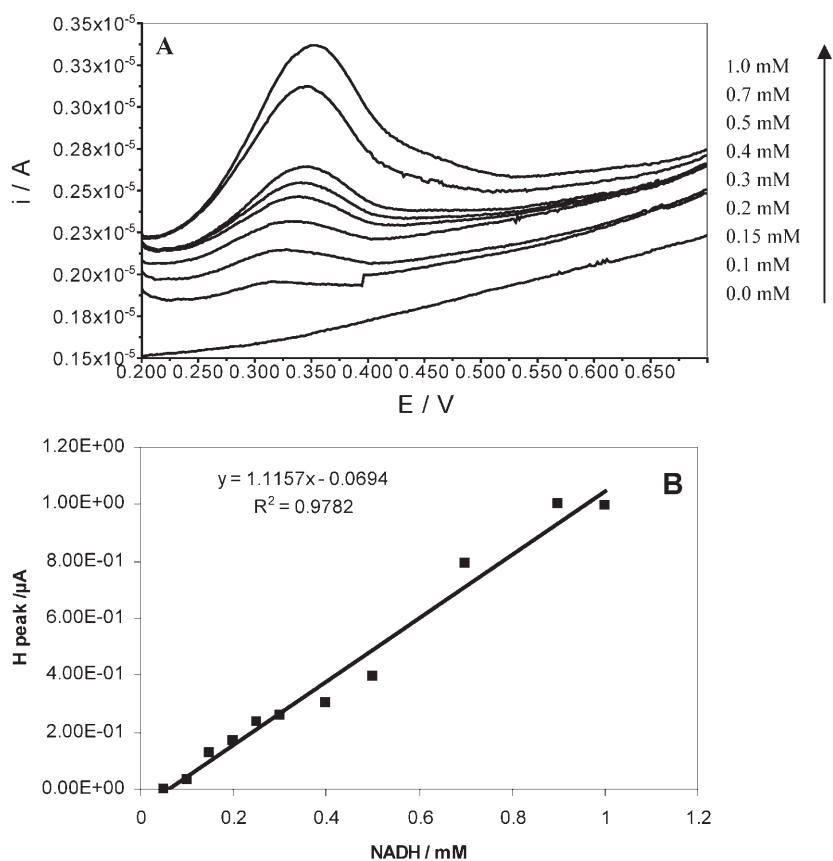 A
0.35x10-5
0.33x10-5
0.30x10-5
0.28x10-5
0.25x10-5
0.23x10-5
0.20x10-5
0.18x10-5
0.15x10-5
i / A
0.200 0.250 0.300 0.350 0.400 0.450 0.500 0.550 0.600 0.650
E / V
1.0 mM
0.7 mM
0.5 mM
0.4 mM
0.3 mM
0.2 mM
0.15 mM
0.1 mM
0.0 mM
B
y = 1.1157x - 0.0694
R2 = 0.9782
1.20E+00
1.00E+00
8.00E-01
6.00E-01
4.00E-01
2.00E-01
0.00E+00
H peak /µA
0 0.2 0.4 0.6 0.8 1 1.2
NADH / mM